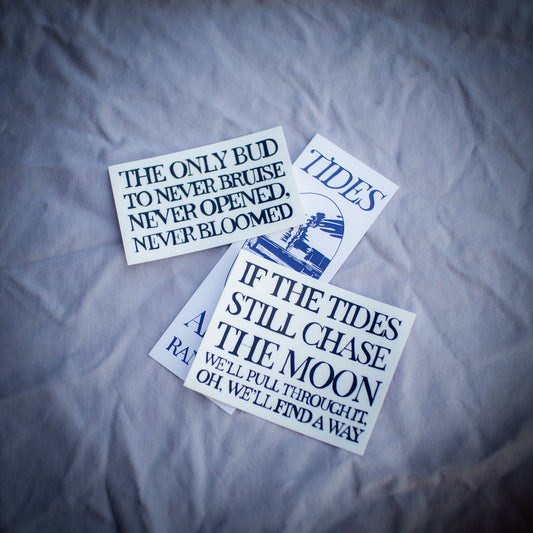 THE ONLY BUD
TO NEVER BRUISE
NEVER OPENED,
NEVER BLOOMED
TIDES
IF THE TIDES
STILL CHASE
THE MOON
WE'LL PULL THROUGH IT,
OH, WE'LL FIND A WAY